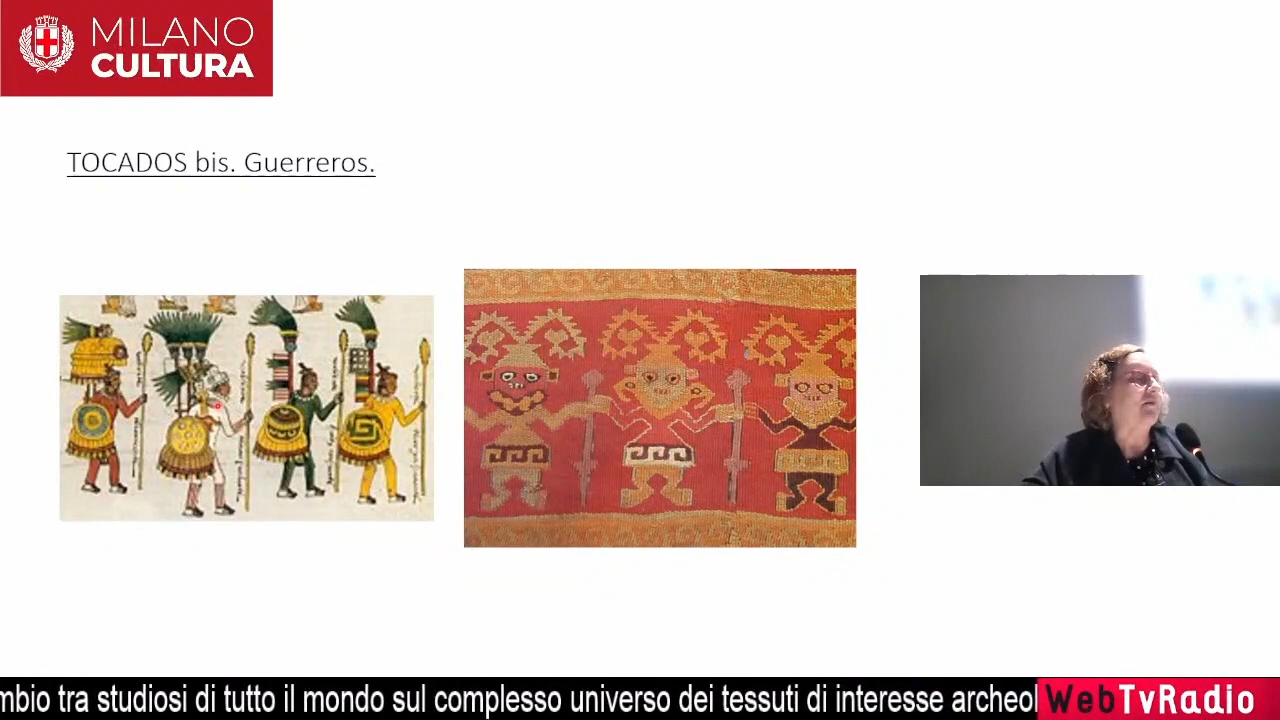 MILANO
CULTURA
TOCADOS bis. Guerreros.
mbio tra studiosi di tutto il mondo sul complesso universo dei tessuti di interesse archeol
WebTvRadio